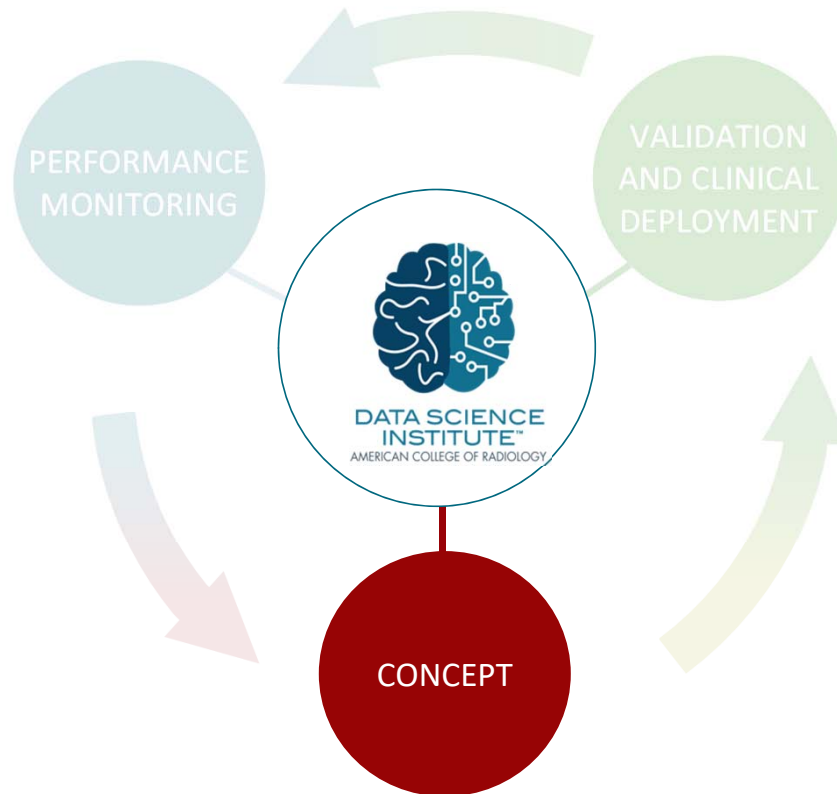 PERFORMANCE
MONITORING
VALIDATION
AND CLINICAL
DEPLOYMENT
DATA SCIENCE
INSTITUTE™
AMERICAN COLLEGE OF RADIOLOGY
CONCEPT